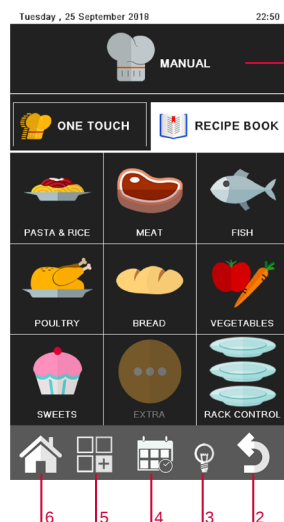 Tuesday , 25 September 2018 22:50
MANUAL
ONE TOUCH RECIPE BOOK
PASTA & RICE MEAT FISH
POULTRY BREAD VEGETABLES
SWEETS EXTRA RACK CONTROL
6 5 4 3 2